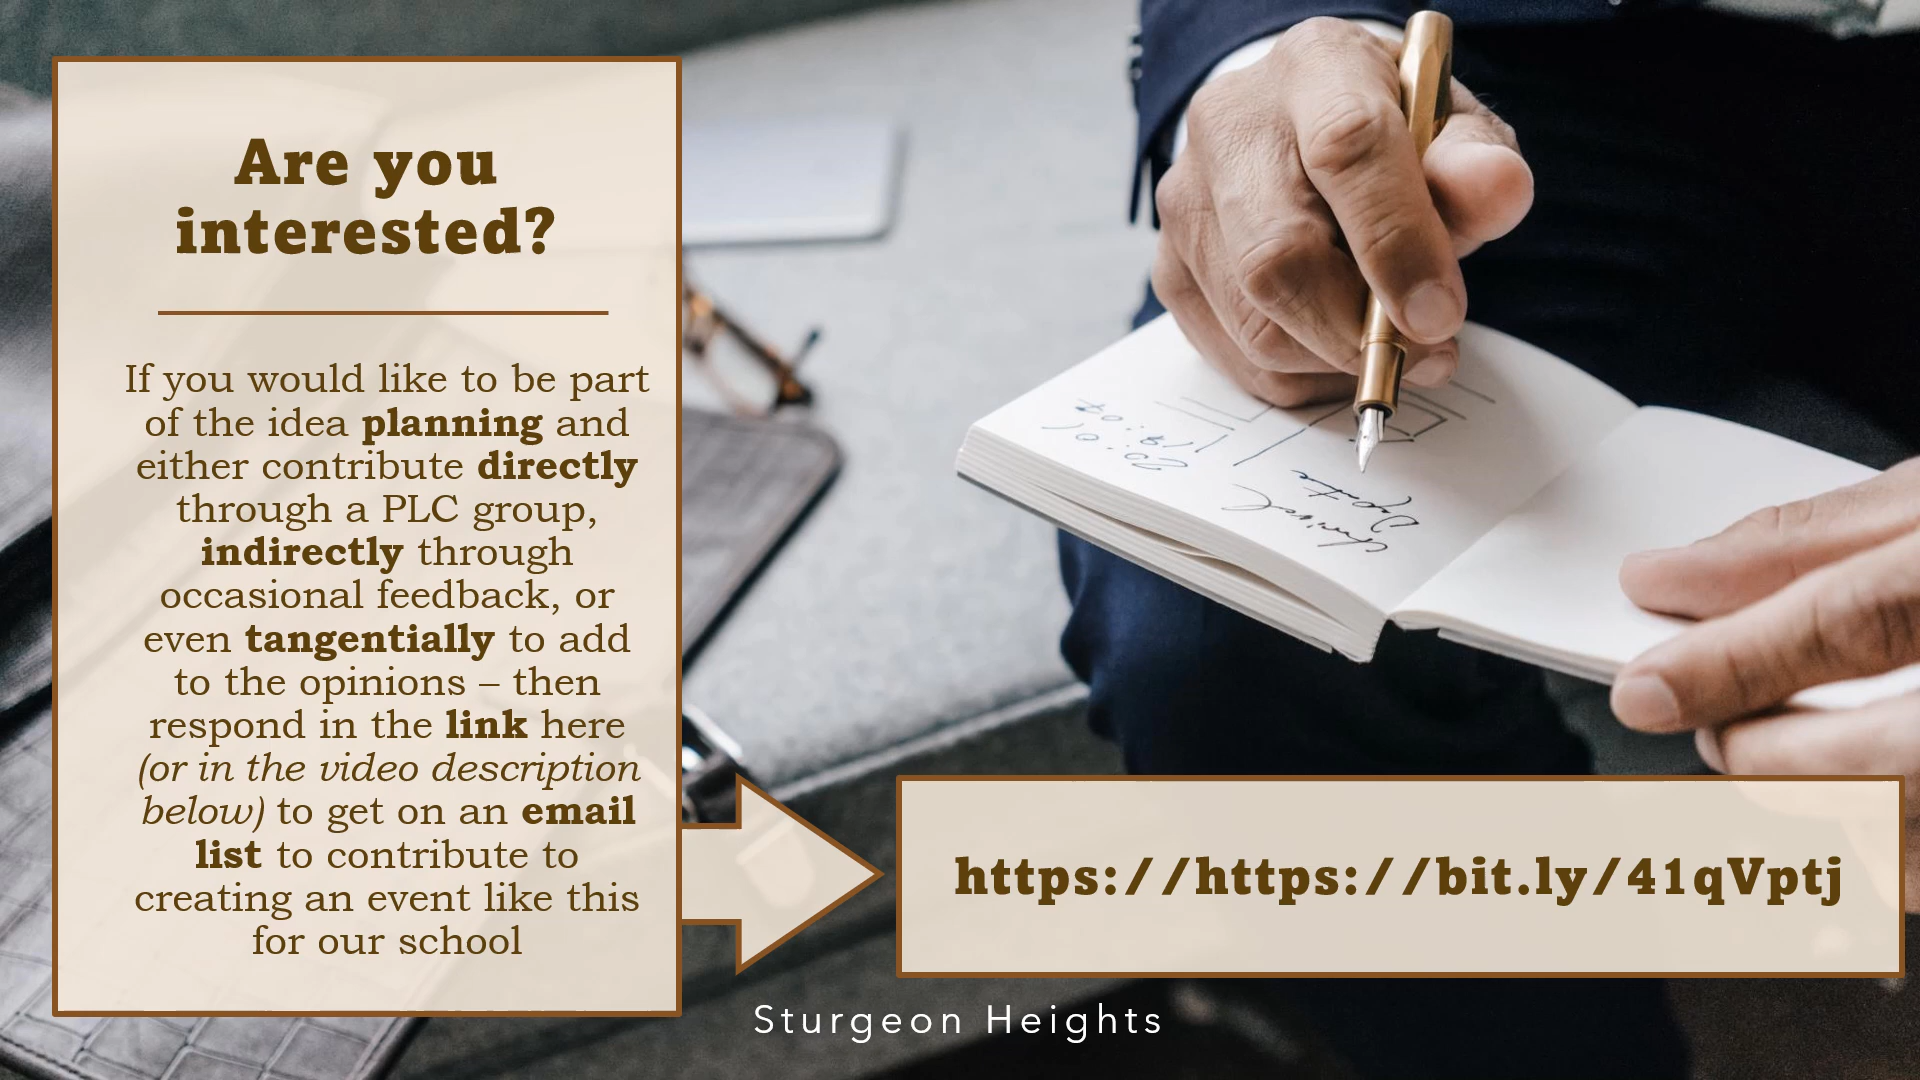 Are you
interested?
If you would like to be part
of the idea planning and
either contribute directly
through a PLC group,
indirectly through
occasional feedback, or
even tangentially to add
to the opinions – then
respond in the link here
(or in the video description
below) to get on an email
list to contribute to
creating an event like this
for our school
https://https://bit.ly/41qVptj
Sturgeon Heights